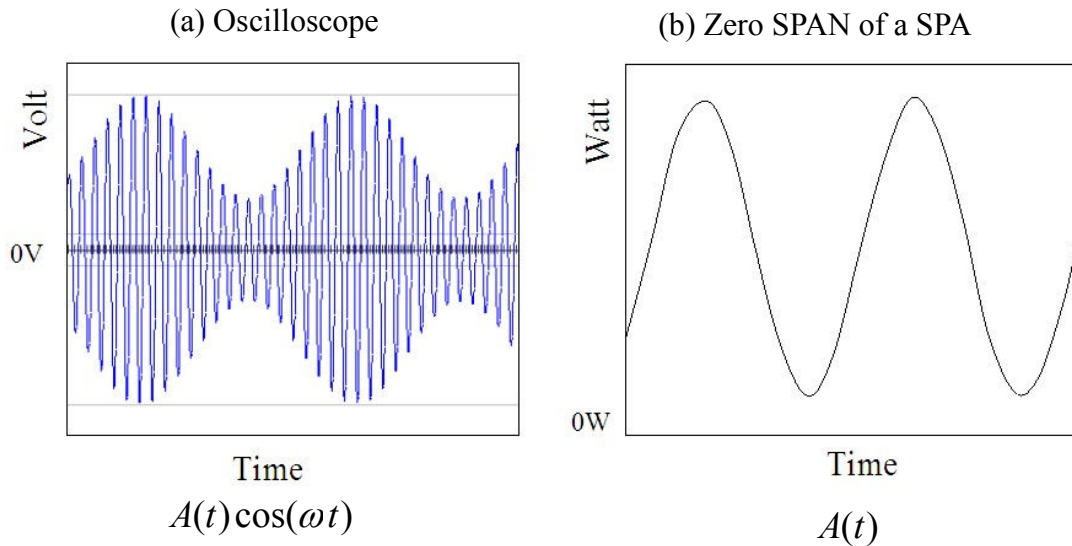 (a) Oscilloscope
Volt
0V
Time
A(t)cos(ωt)
(b) Zero SPAN of a SPA
Watt
0W
Time
A(t)